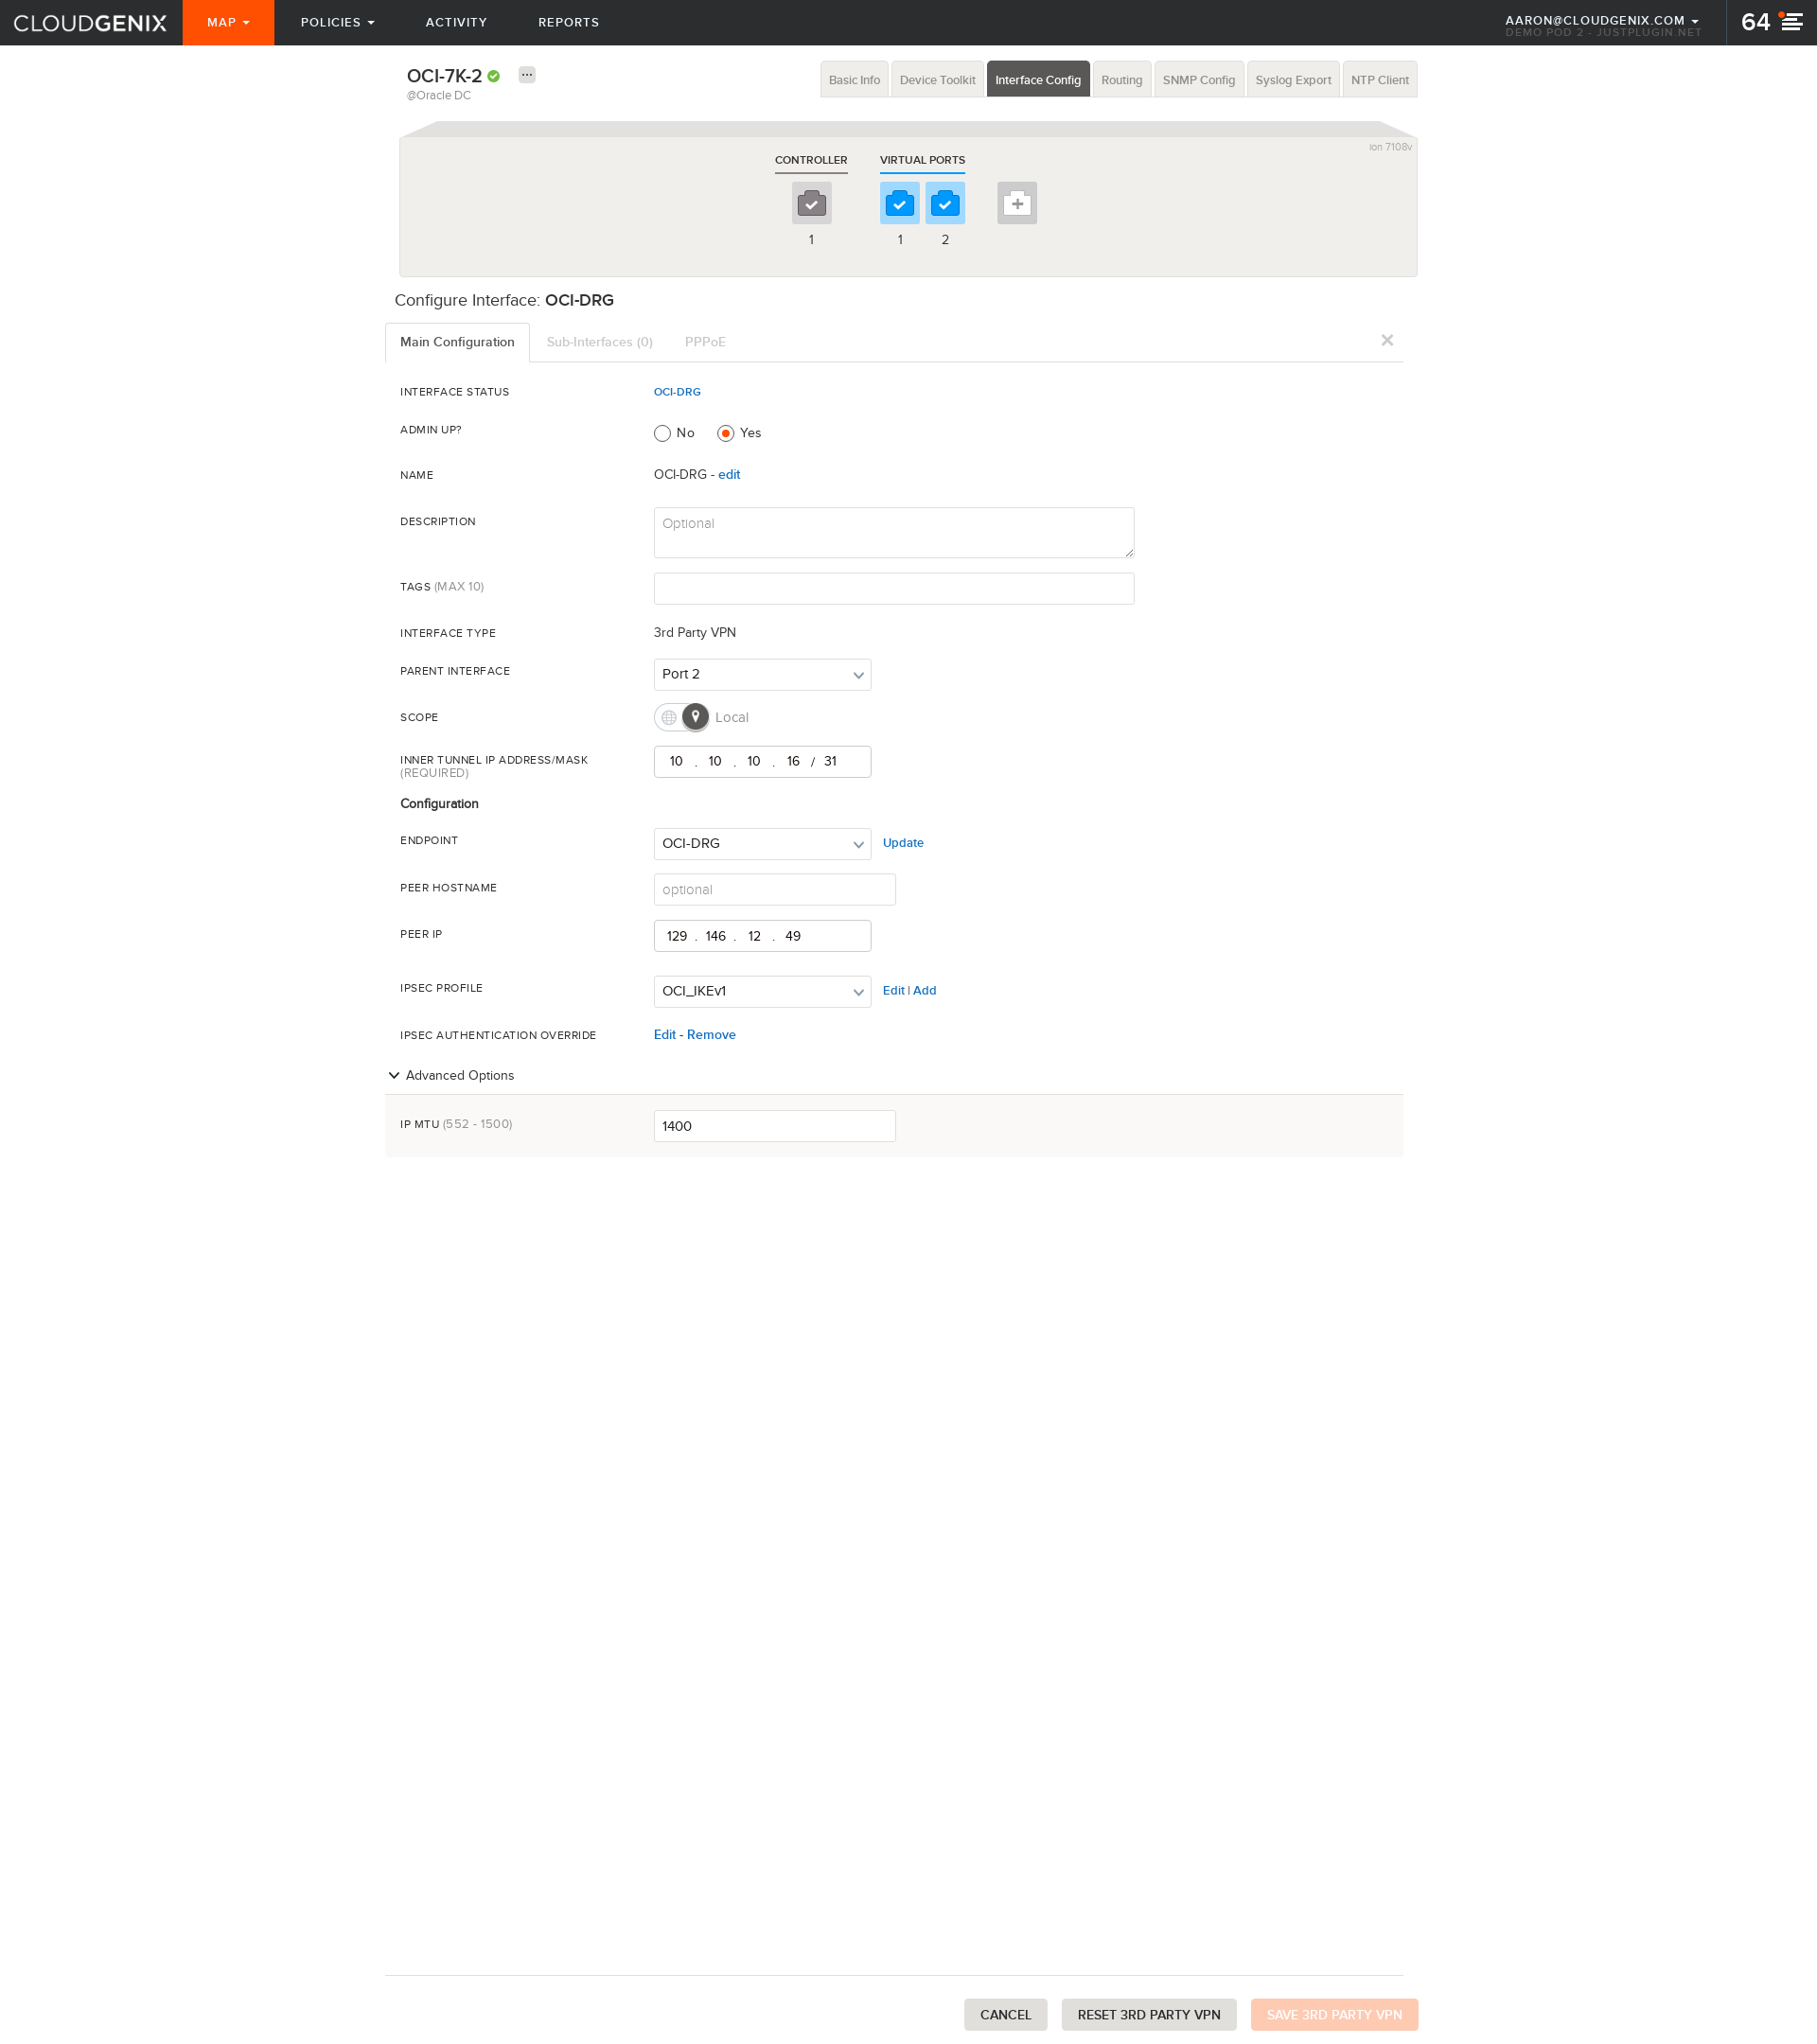 CLOUDGENIX MAP POLICIES ACTIVITY REPORTS AARON@CLOUDGENIX.COM 64
DEMO POD 2 - JUSTPLUGIN.NET
OCI-7K-2 ... Basic Info Device Toolkit Interface Config Routing SNMP Config Syslog Export NTP Client
@Oracle DC
ion 7108v
CONTROLLER VIRTUAL PORTS
1 1 2
Configure Interface: OCI-DRG
Main Configuration Sub-Interfaces (0) PPPoE
INTERFACE STATUS OCI-DRG
ADMIN UP? No Yes
NAME OCI-DRG - edit
DESCRIPTION Optional
TAGS (MAX 10)
INTERFACE TYPE 3rd Party VPN
PARENT INTERFACE Port 2
SCOPE Local
INNER TUNNEL IP ADDRESS/MASK 10 . 10 . 10 . 16 / 31
(REQUIRED)
Configuration
ENDPOINT OCI-DRG Update
PEER HOSTNAME optional
PEER IP 129 . 146 . 12 . 49
IPSEC PROFILE OCI_IKEv1 Edit | Add
IPSEC AUTHENTICATION OVERRIDE Edit - Remove
Advanced Options
IP MTU (552 - 1500) 1400
CANCEL RESET 3RD PARTY VPN SAVE 3RD PARTY VPN